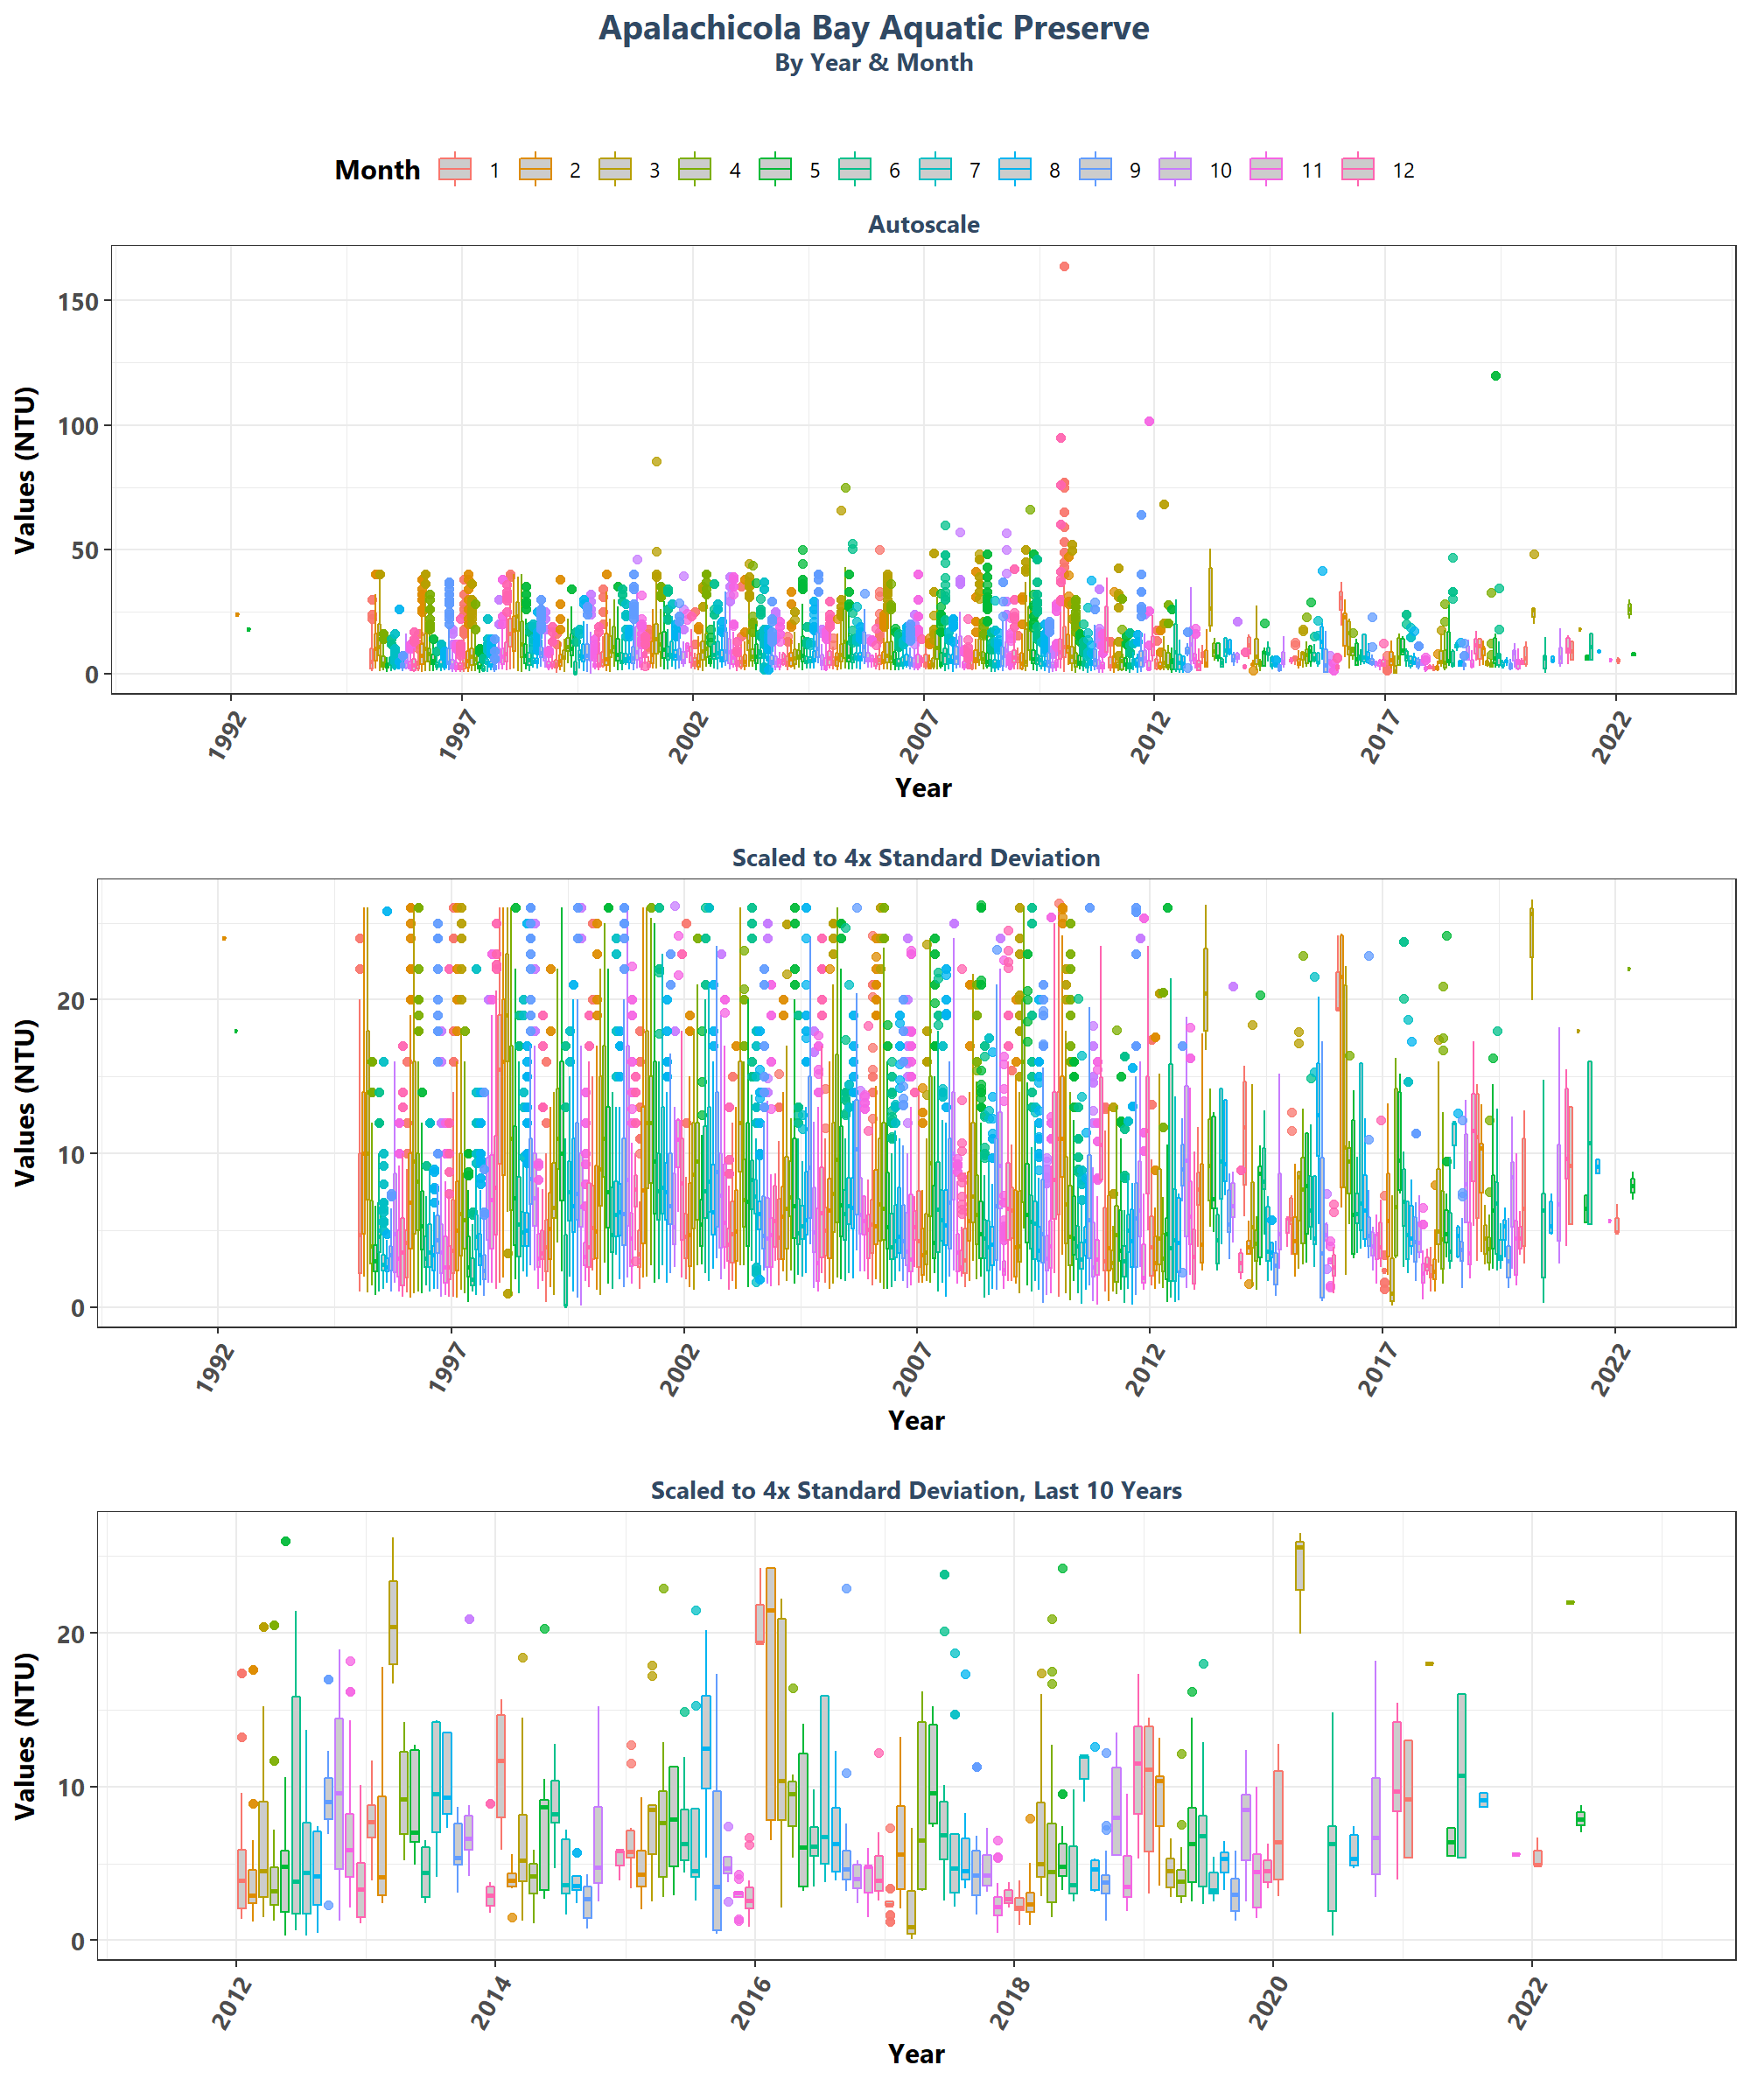 Apalachicola Bay Aquatic Preserve
By Year & Month
Month 1 2 3 4 5 6 7 8 9 10 11 12
Autoscale
Values (NTU)
150
100
50
0
1992 1997 2002 2007 2012 2017 2022
Year
Scaled to 4x Standard Deviation
Values (NTU)
20
10
0
1992 1997 2002 2007 2012 2017 2022
Year
Scaled to 4x Standard Deviation, Last 10 Years
Values (NTU)
20
10
0
2012 2014 2016 2018 2020 2022
Year